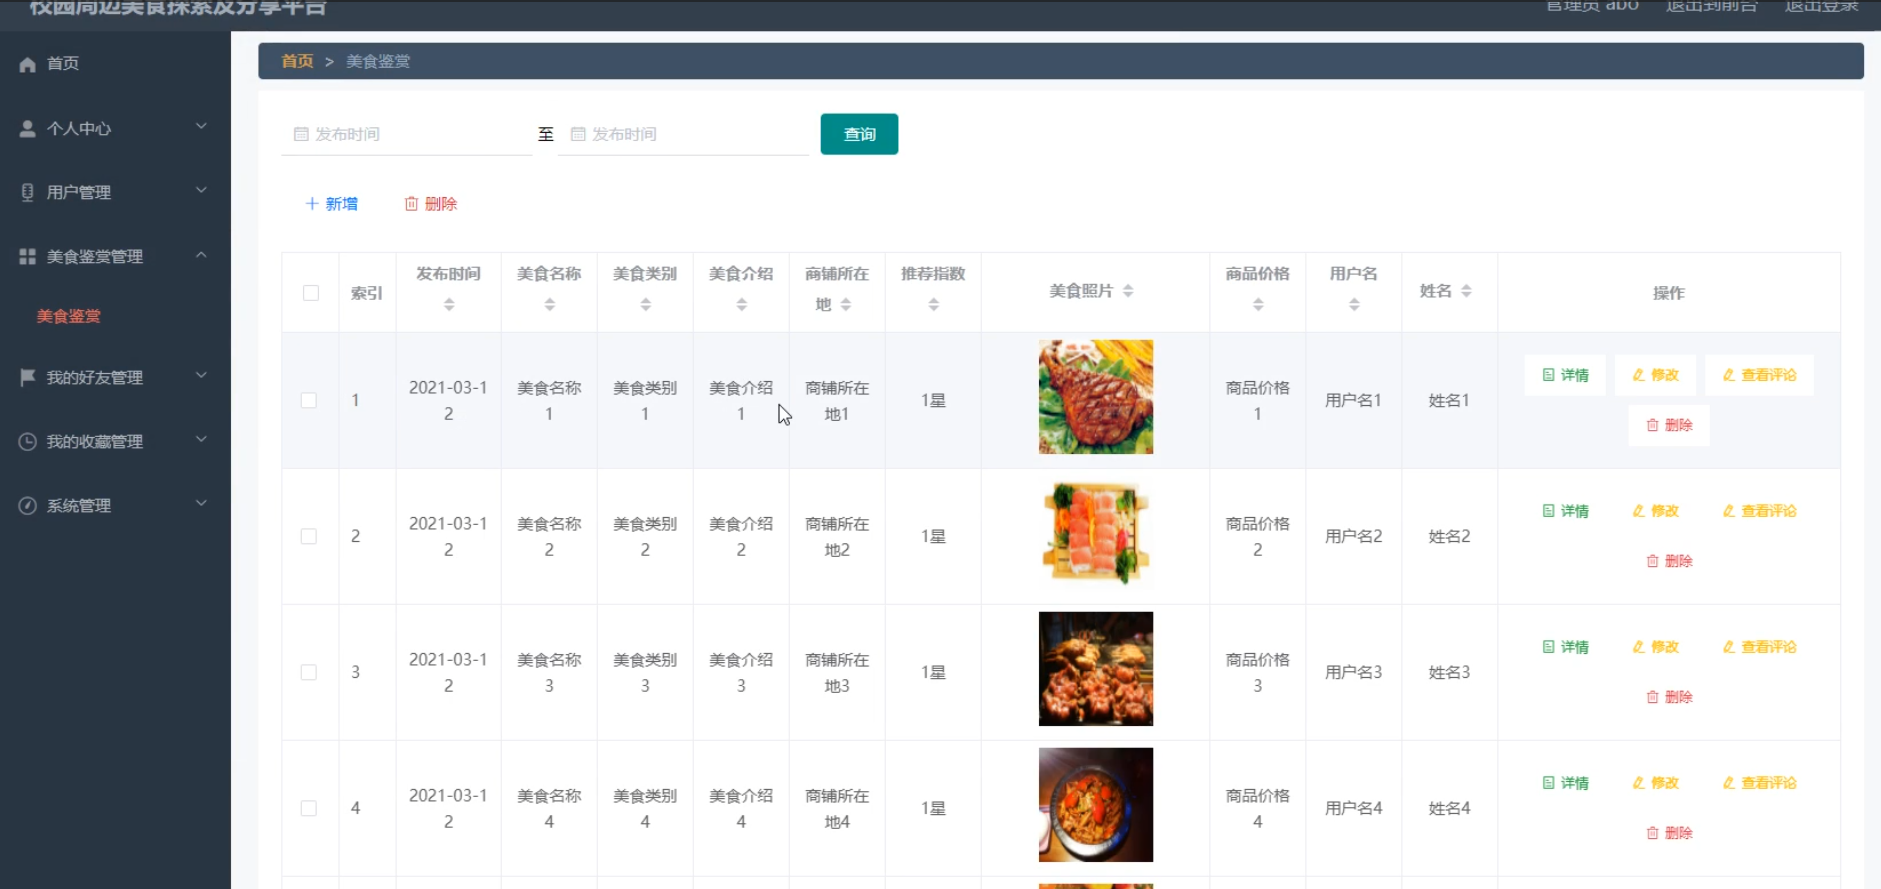 校园周边美食探索及分享平台
管理员 abo 退出到前台 退出登录
首页
个人中心
用户管理
美食鉴赏管理
美食鉴赏
我的好友管理
我的收藏管理
系统管理
首页 > 美食鉴赏
发布时间 至 发布时间 查询
新增 删除
索引 发布时间 美食名称 美食类别 美食介绍 商铺所在地 推荐指数 美食照片 商品价格 用户名 姓名 操作
1 2021-03-12 美食名称1 美食类别1 美食介绍1 商铺所在地1 1星 商品价格1 用户名1 姓名1 详情 修改 查看评论 删除
2 2021-03-12 美食名称2 美食类别2 美食介绍2 商铺所在地2 1星 商品价格2 用户名2 姓名2 详情 修改 查看评论 删除
3 2021-03-12 美食名称3 美食类别3 美食介绍3 商铺所在地3 1星 商品价格3 用户名3 姓名3 详情 修改 查看评论 删除
4 2021-03-12 美食名称4 美食类别4 美食介绍4 商铺所在地4 1星 商品价格4 用户名4 姓名4 详情 修改 查看评论 删除